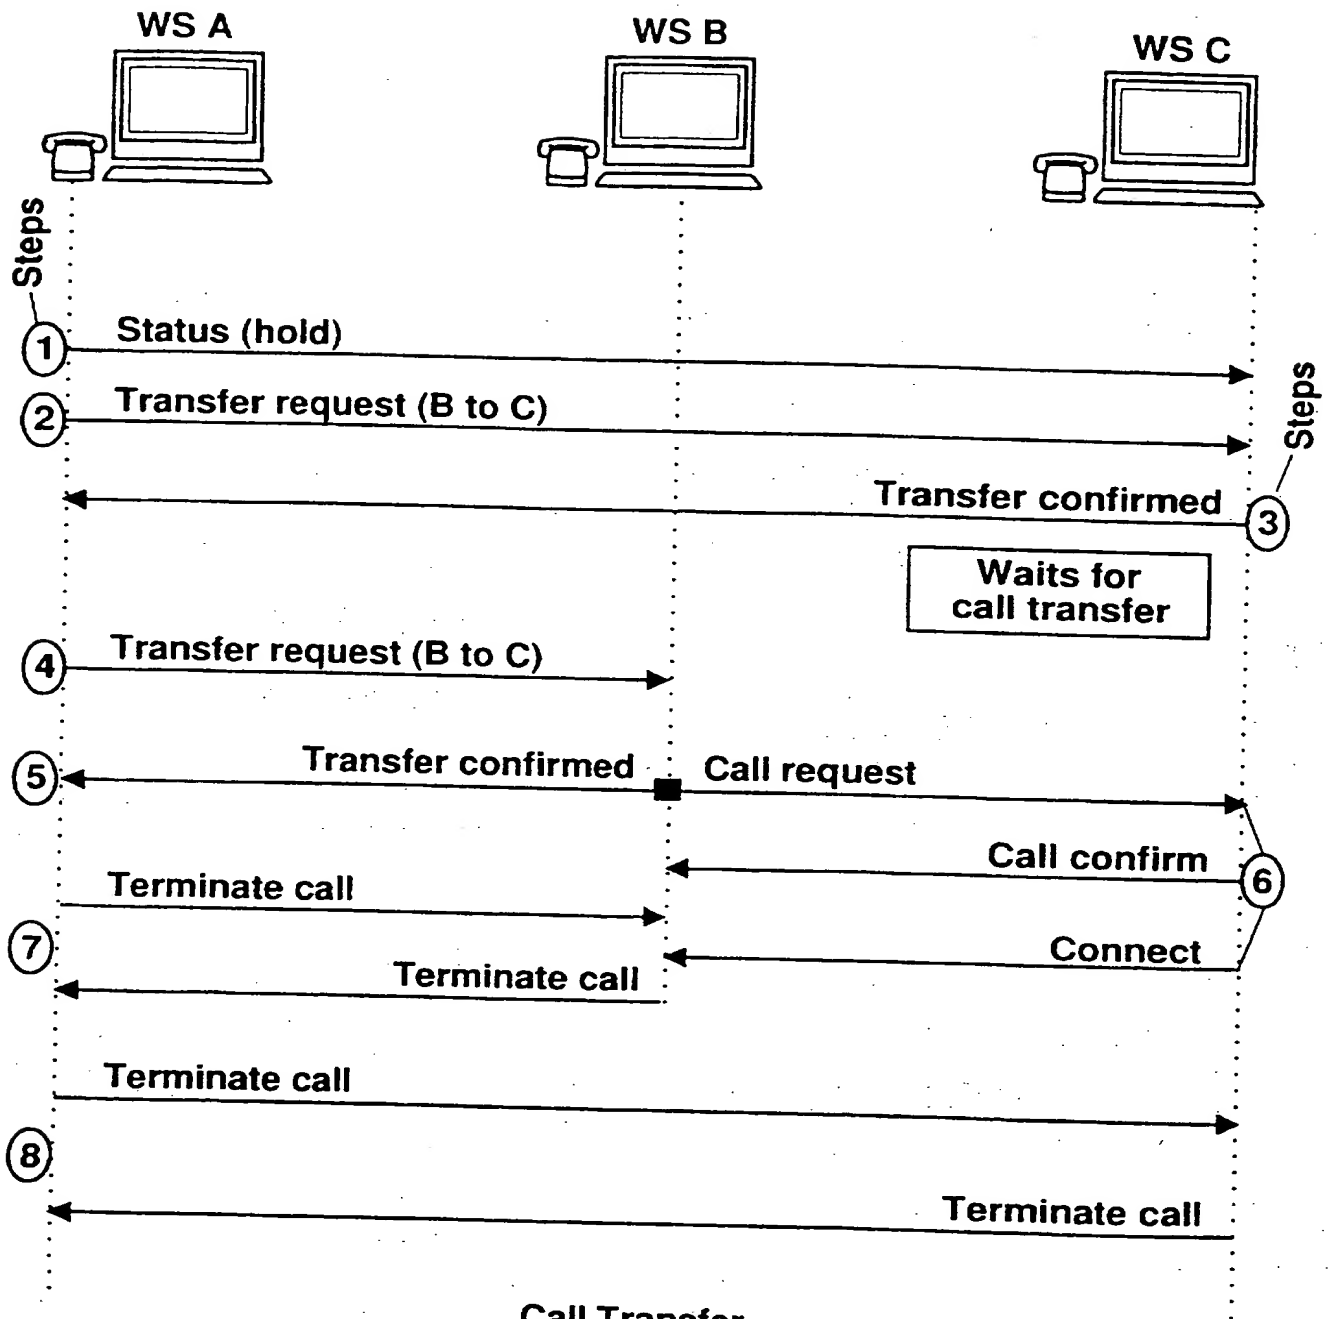 WS A
WS B
WS C
Steps
1
Status (hold)
2
Transfer request (B to C)
Steps
Transfer confirmed
3
Waits for
call transfer
4
Transfer request (B to C)
5
Transfer confirmed
Call request
Call confirm
6
Terminate call
7
Connect
Terminate call
Terminate call
8
Terminate call
Call Transfer